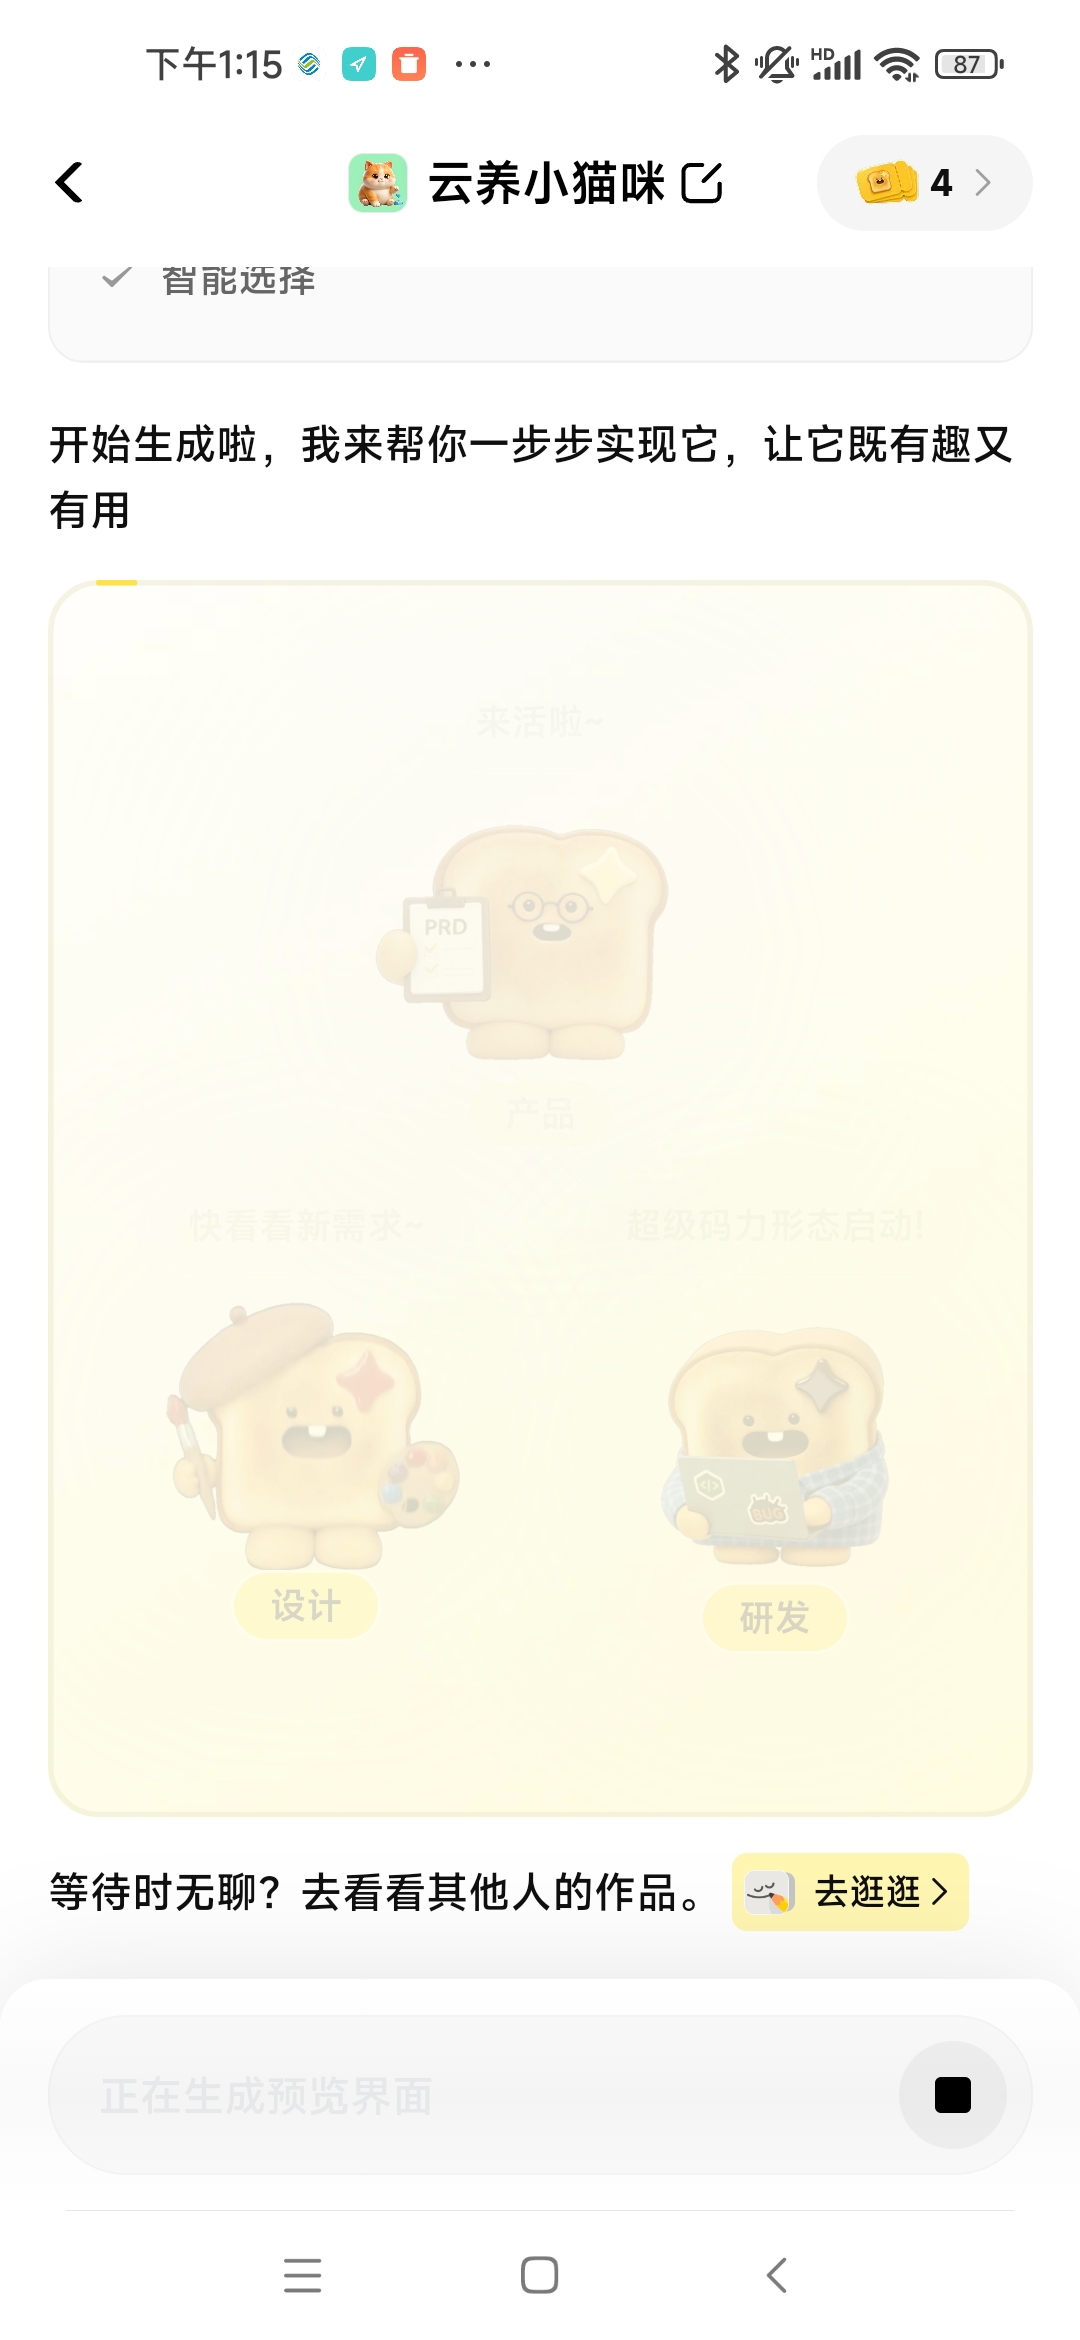 下午1:15
HD
87
云养小猫咪
4
智能选择
开始生成啦，我来帮你一步步实现它，让它既有趣又
有用
来活啦~
PRD
产品
快看看新需求~
超级码力形态启动!
</>
BUG
设计
研发
等待时无聊？去看看其他人的作品。
去逛逛
正在生成预览界面